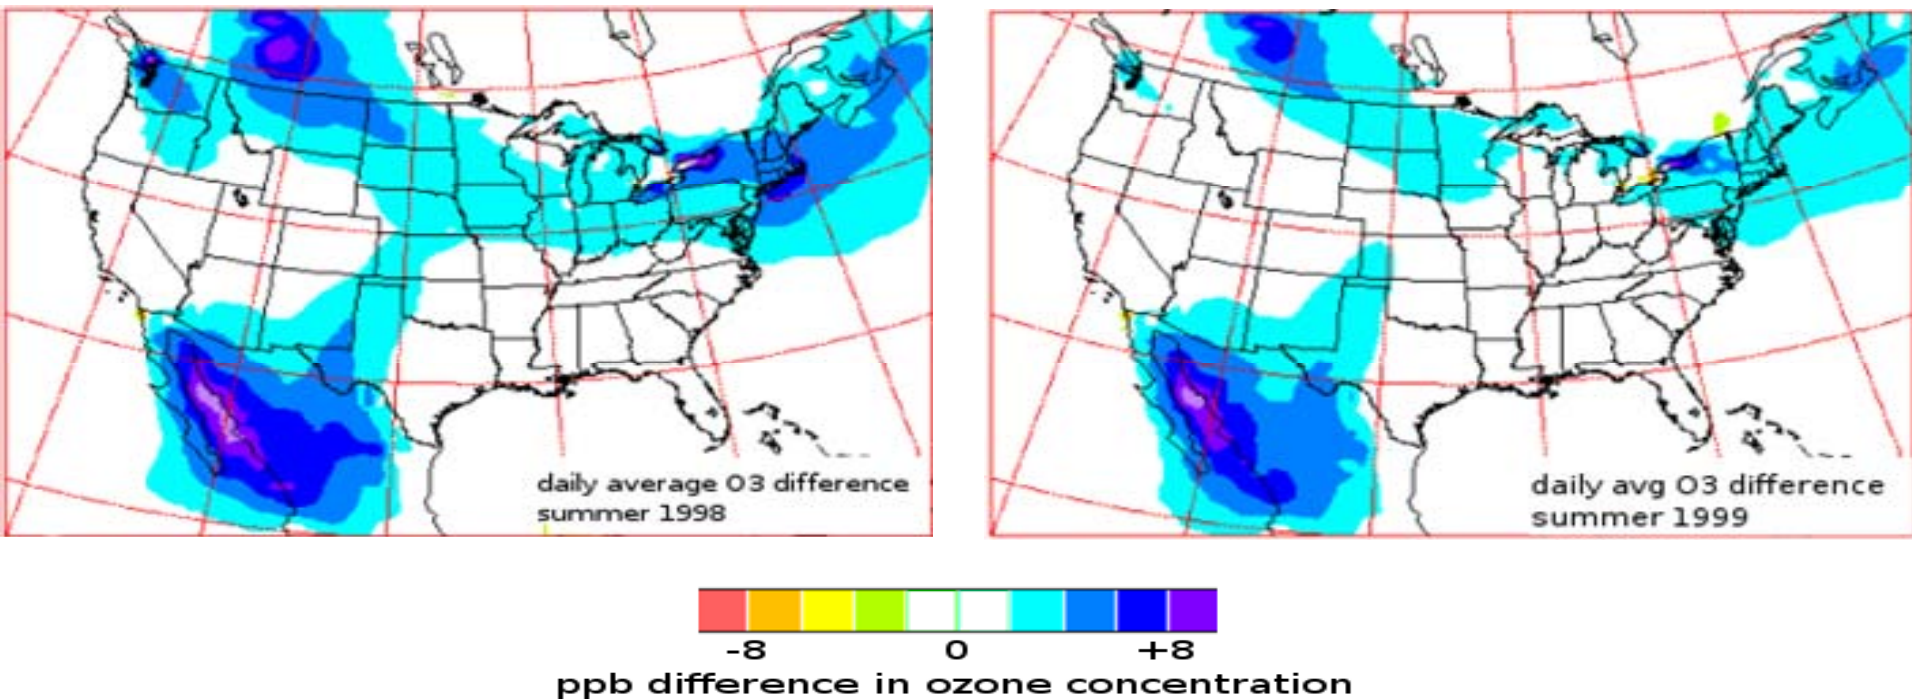 daily average O3 difference
summer 1998
daily avg O3 difference
summer 1999
-8 0 +8
ppb difference in ozone concentration